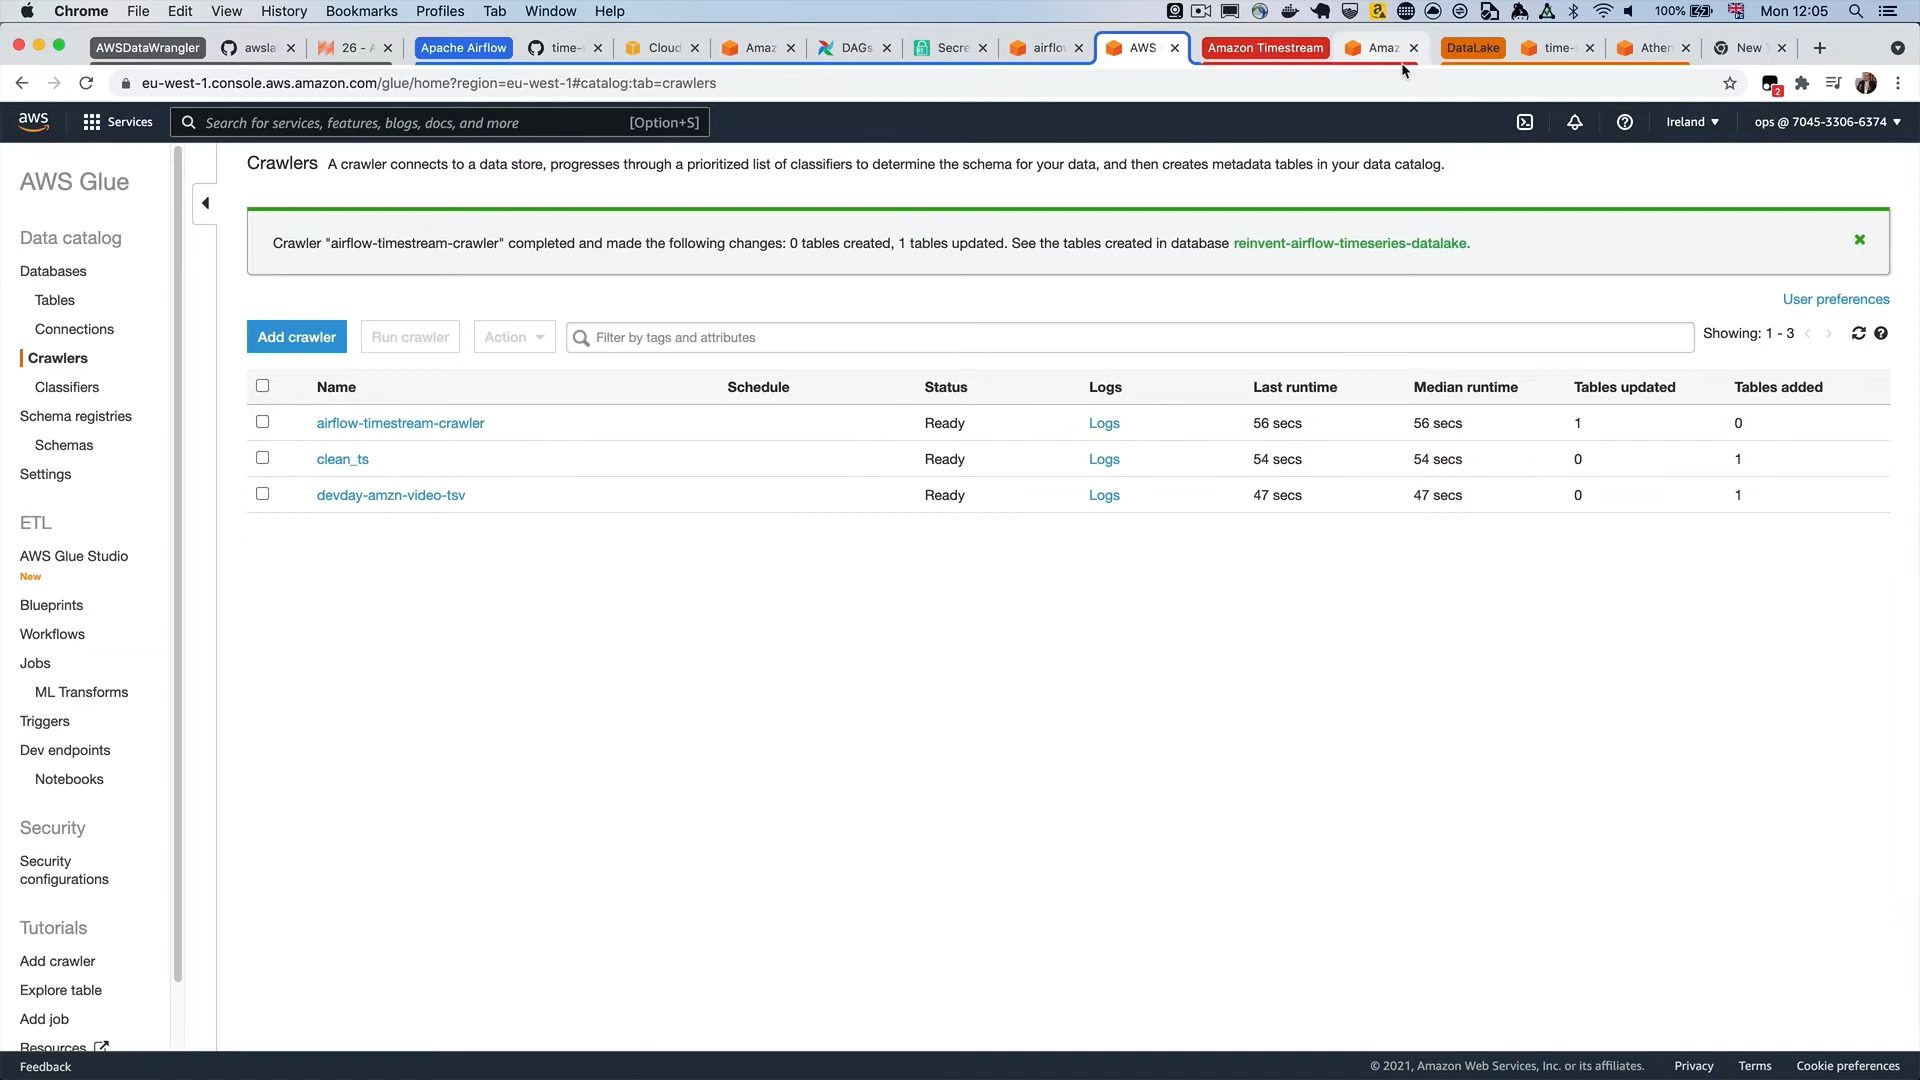 Chrome File Edit View History Bookmarks Profiles Tab Window Help 100% Mon 12:05
AWSDataWrangler awsla 26 - A Apache Airflow time- Cloud Amaz DAGs Secre airflo AWS Amazon Timestream Amaz DataLake time- Ather New
eu-west-1.console.aws.amazon.com/glue/home?region=eu-west-1#catalog:tab=crawlers 2
aws Services Search for services, features, blogs, docs, and more [Option+S] Ireland ops @ 7045-3306-6374
AWS Glue
Data catalog
Databases
Tables
Connections
Crawlers
Classifiers
Schema registries
Schemas
Settings
ETL
AWS Glue Studio
New
Blueprints
Workflows
Jobs
ML Transforms
Triggers
Dev endpoints
Notebooks
Security
Security
configurations
Tutorials
Add crawler
Explore table
Add job
Resources
Crawlers A crawler connects to a data store, progresses through a prioritized list of classifiers to determine the schema for your data, and then creates metadata tables in your data catalog.
Crawler "airflow-timestream-crawler" completed and made the following changes: 0 tables created, 1 tables updated. See the tables created in database reinvent-airflow-timeseries-datalake.
User preferences
Add crawler Run crawler Action Filter by tags and attributes Showing: 1 - 3
Name Schedule Status Logs Last runtime Median runtime Tables updated Tables added
airflow-timestream-crawler Ready Logs 56 secs 56 secs 1 0
clean_ts Ready Logs 54 secs 54 secs 0 1
devday-amzn-video-tsv Ready Logs 47 secs 47 secs 0 1
Feedback © 2021, Amazon Web Services, Inc. or its affiliates. Privacy Terms Cookie preferences